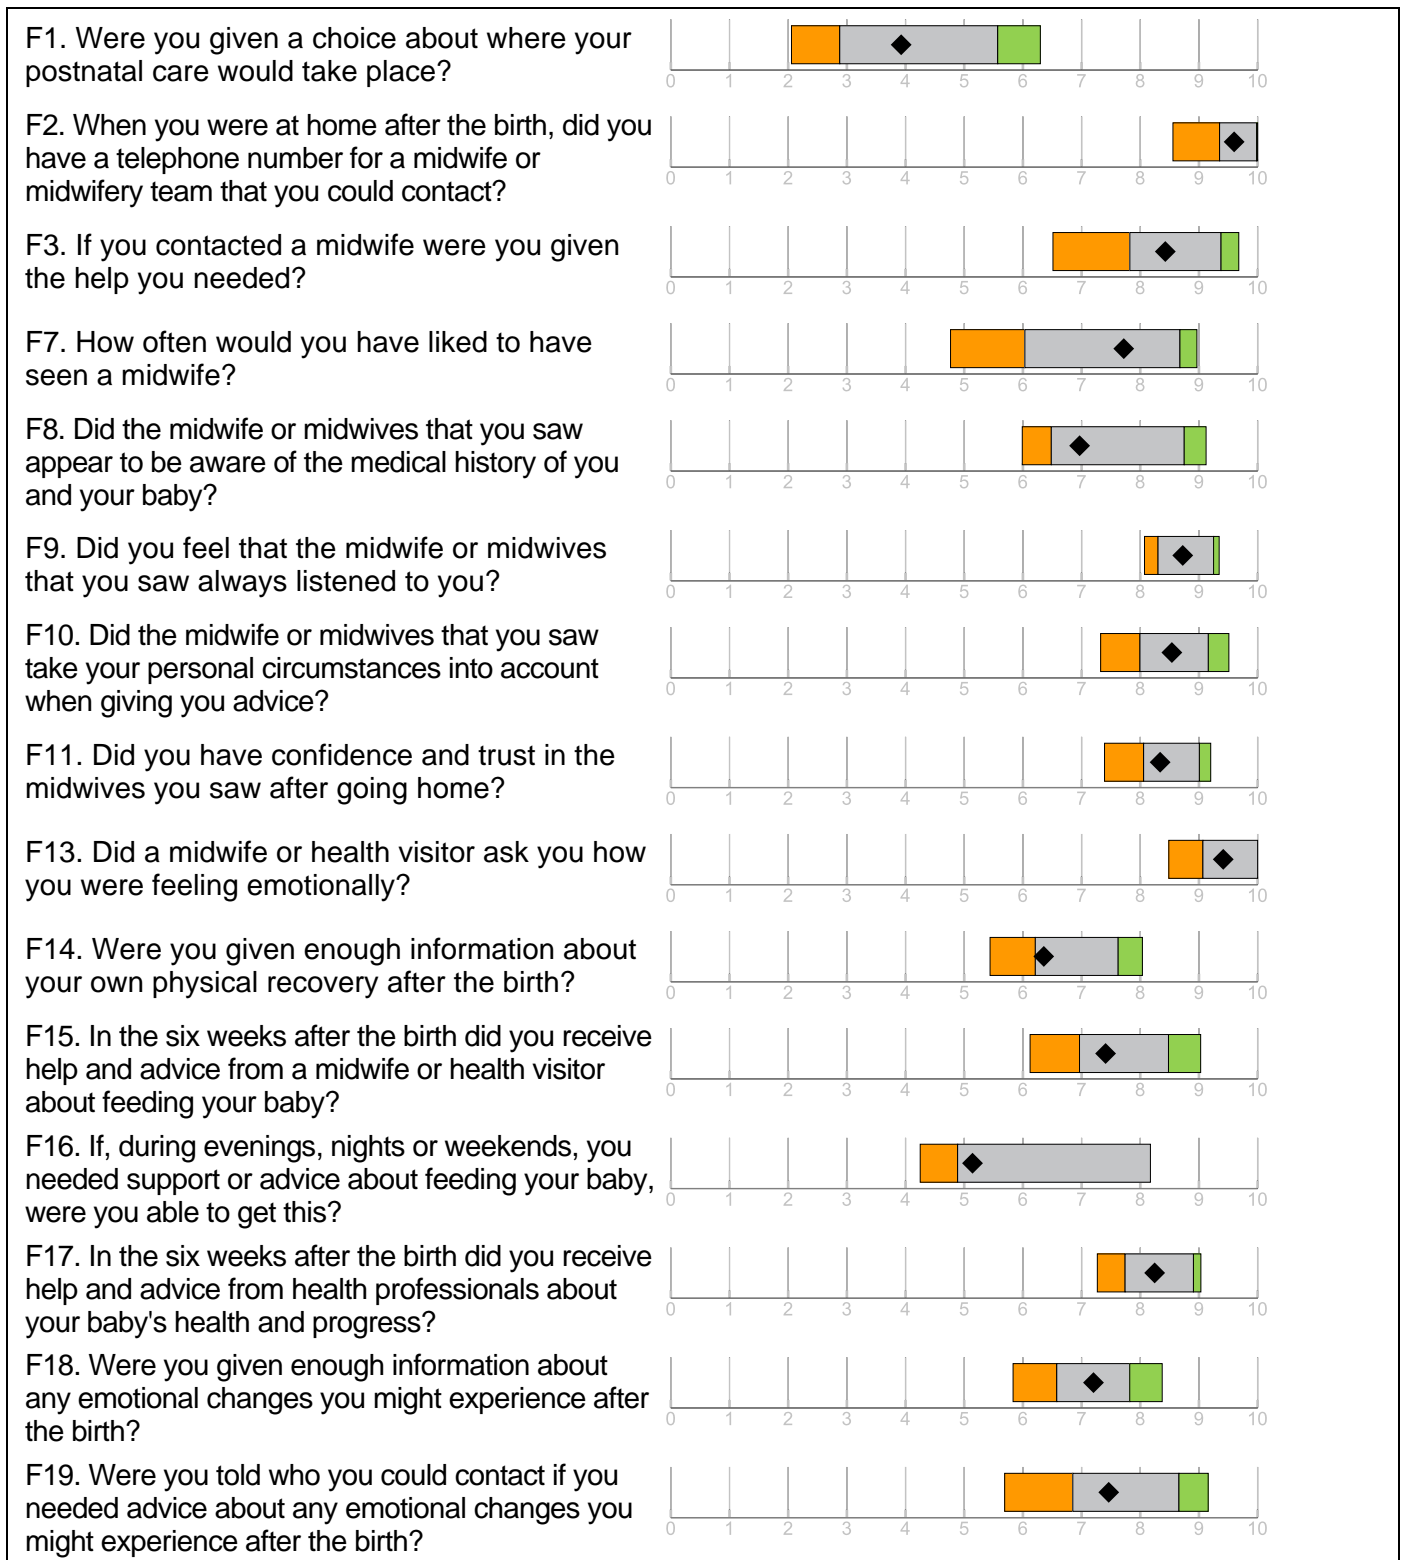 F1. Were you given a choice about where your
postnatal care would take place?
0 1 2 3 4 5 6 7 8 9 10
F2. When you were at home after the birth, did you
have a telephone number for a midwife or
midwifery team that you could contact?
0 1 2 3 4 5 6 7 8 9 10
F3. If you contacted a midwife were you given
the help you needed?
0 1 2 3 4 5 6 7 8 9 10
F7. How often would you have liked to have
seen a midwife?
0 1 2 3 4 5 6 7 8 9 10
F8. Did the midwife or midwives that you saw
appear to be aware of the medical history of you
and your baby?
0 1 2 3 4 5 6 7 8 9 10
F9. Did you feel that the midwife or midwives
that you saw always listened to you?
0 1 2 3 4 5 6 7 8 9 10
F10. Did the midwife or midwives that you saw
take your personal circumstances into account
when giving you advice?
0 1 2 3 4 5 6 7 8 9 10
F11. Did you have confidence and trust in the
midwives you saw after going home?
0 1 2 3 4 5 6 7 8 9 10
F13. Did a midwife or health visitor ask you how
you were feeling emotionally?
0 1 2 3 4 5 6 7 8 9 10
F14. Were you given enough information about
your own physical recovery after the birth?
0 1 2 3 4 5 6 7 8 9 10
F15. In the six weeks after the birth did you receive
help and advice from a midwife or health visitor
about feeding your baby?
0 1 2 3 4 5 6 7 8 9 10
F16. If, during evenings, nights or weekends, you
needed support or advice about feeding your baby,
were you able to get this?
0 1 2 3 4 5 6 7 8 9 10
F17. In the six weeks after the birth did you receive
help and advice from health professionals about
your baby's health and progress?
0 1 2 3 4 5 6 7 8 9 10
F18. Were you given enough information about
any emotional changes you might experience after
the birth?
0 1 2 3 4 5 6 7 8 9 10
F19. Were you told who you could contact if you
needed advice about any emotional changes you
might experience after the birth?
0 1 2 3 4 5 6 7 8 9 10